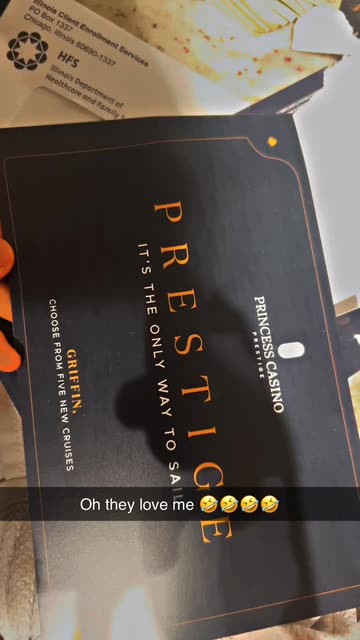 Illinois Client Enrollment Services
PO Box 1337
Chicago, Illinois 60690-1337
HFS
Illinois Department of
Healthcare and Family
PRINCESS CASINO
PRESTIGE
PRESTIGE
IT'S THE ONLY WAY TO SAIL
GRIFFIN,
CHOOSE FROM FIVE NEW CRUISES
Oh they love me 🤣🤣🤣🤣